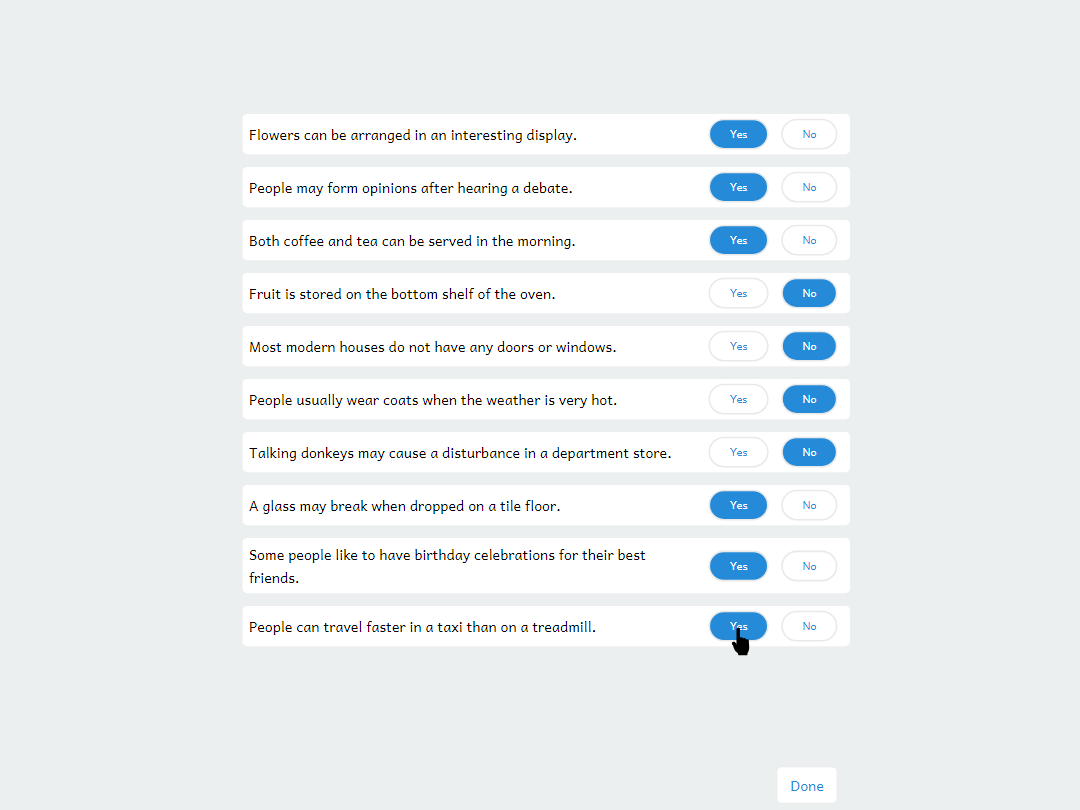 Flowers can be arranged in an interesting display. Yes No
People may form opinions after hearing a debate. Yes No
Both coffee and tea can be served in the morning. Yes No
Fruit is stored on the bottom shelf of the oven. Yes No
Most modern houses do not have any doors or windows. Yes No
People usually wear coats when the weather is very hot. Yes No
Talking donkeys may cause a disturbance in a department store. Yes No
A glass may break when dropped on a tile floor. Yes No
Some people like to have birthday celebrations for their best
friends. Yes No
People can travel faster in a taxi than on a treadmill. Yes No
Done